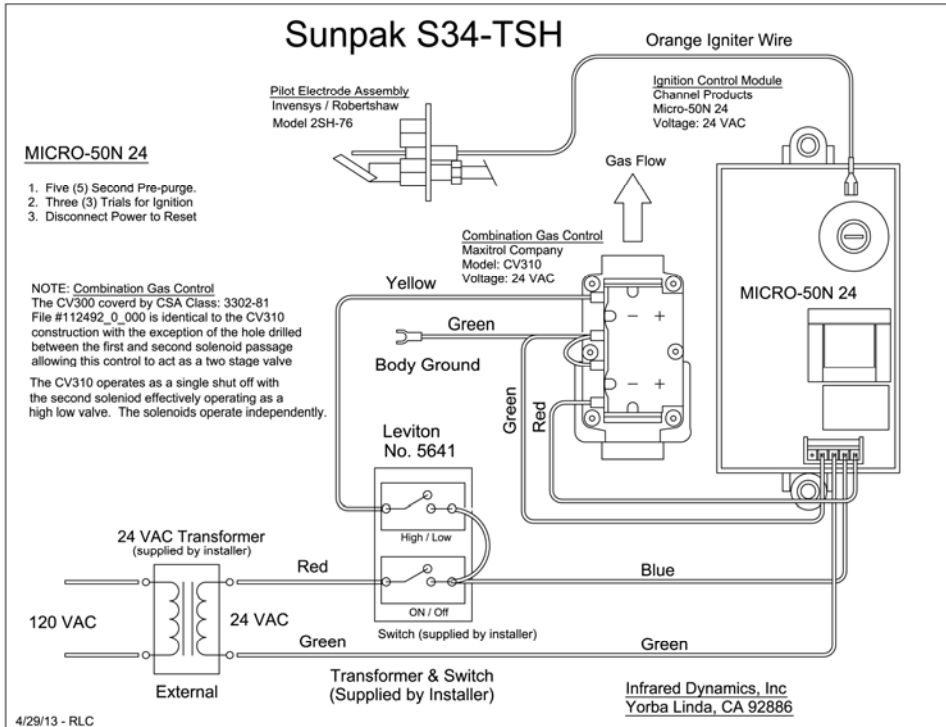 Sunpak S34-TSH
Orange Igniter Wire
Pilot Electrode Assembly
Invensys / Robertshaw
Model 2SH-76
Ignition Control Module
Channel Products
Micro-50N 24
Voltage: 24 VAC
MICRO-50N 24
1. Five (5) Second Pre-purge.
2. Three (3) Trials for Ignition
3. Disconnect Power to Reset
Gas Flow
Combination Gas Control
Maxitrol Company
Model: CV310
Voltage: 24 VAC
NOTE: Combination Gas Control
The CV300 coverd by CSA Class: 3302-81
File #112492_0_000 is identical to the CV310
construction with the exception of the hole drilled
between the first and second solenoid passage
allowing this control to act as a two stage valve
The CV310 operates as a single shut off with
the second soleniod effectively operating as a
high low valve. The solenoids operate independently.
Yellow
Green
Body Ground
- +
- +
Green
Red
MICRO-50N 24
Leviton
No. 5641
High / Low
ON / Off
Switch (supplied by installer)
24 VAC Transformer
(supplied by installer)
Red
Blue
120 VAC
24 VAC
Green
Green
External
Transformer & Switch
(Supplied by Installer)
Infrared Dynamics, Inc
Yorba Linda, CA 92886
4/29/13 - RLC